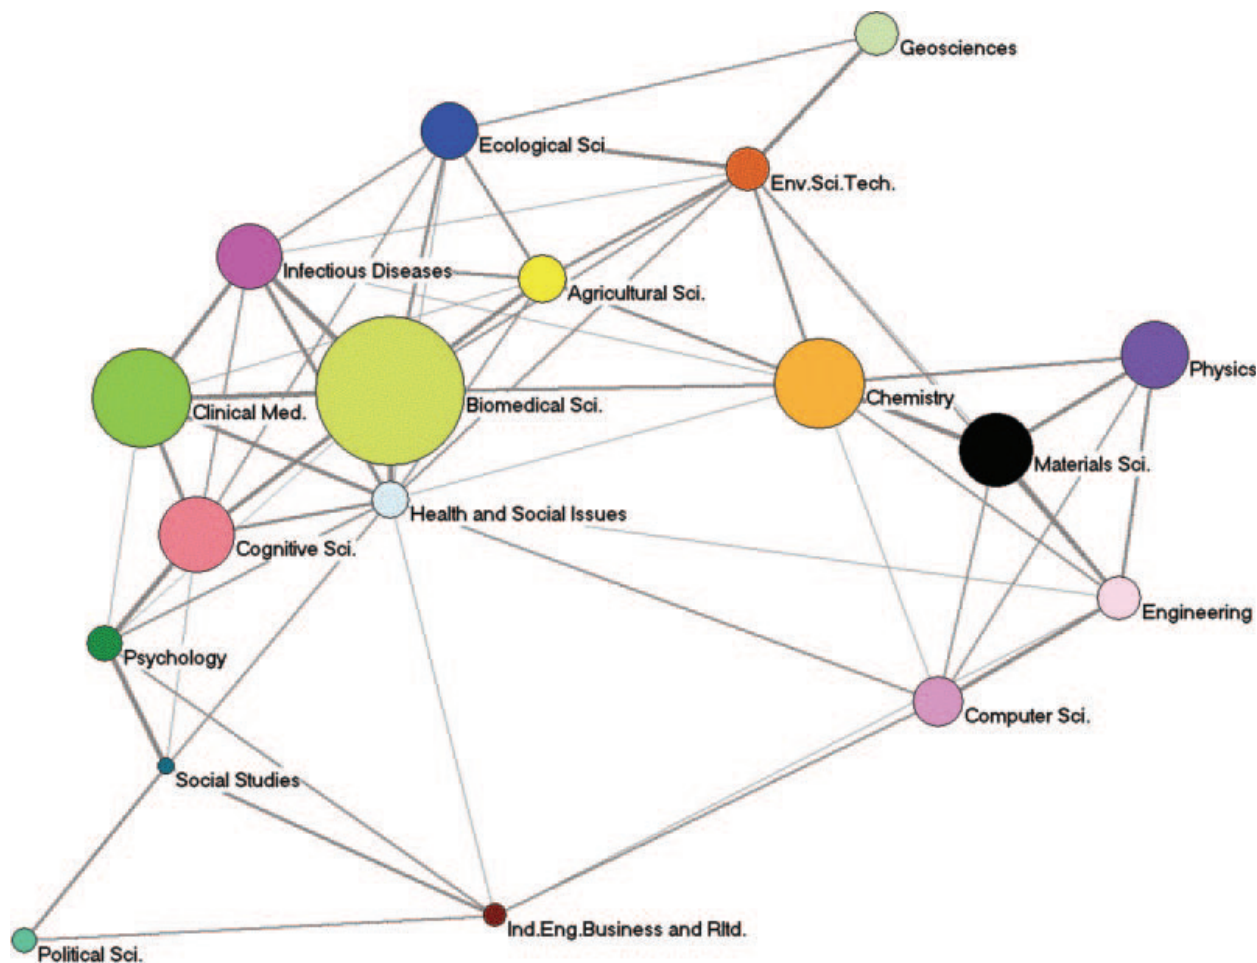 Geosciences
Ecological Sci
Env.Sci.Tech.
Infectious Diseases
Agricultural Sci.
Physics
Clinical Med.
Biomedical Sci.
Chemistry
Materials Sci.
Health and Social Issues
Cognitive Sci.
Engineering
Psychology
Computer Sci.
Social Studies
Ind.Eng.Business and Rltd.
Political Sci.